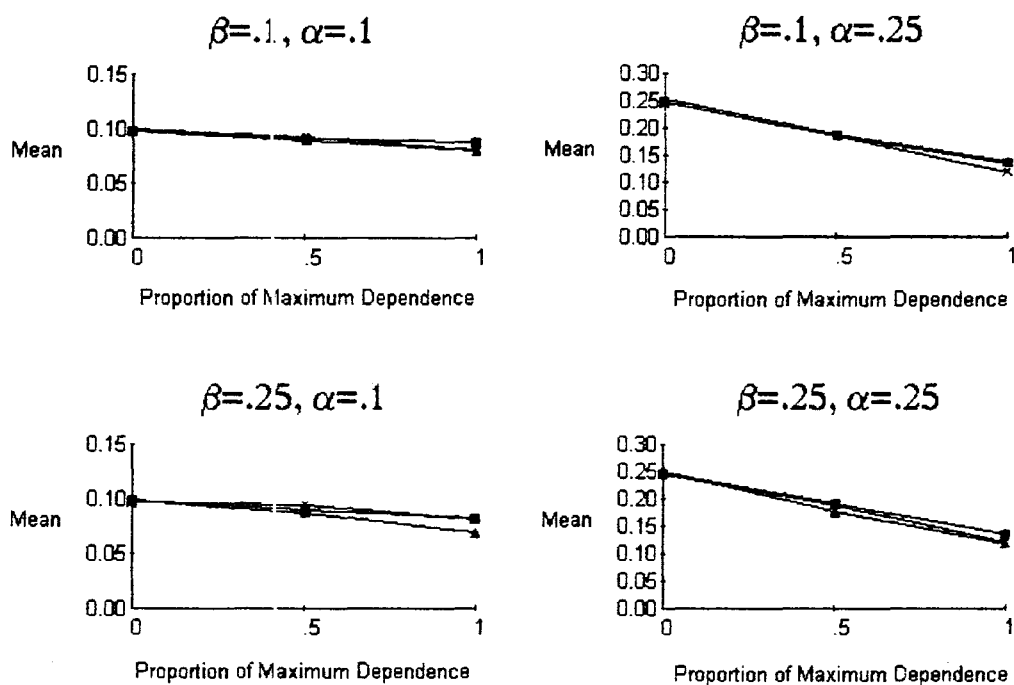 β=.1, α=.1
0.15
0.10
Mean
0.05
0.00
0 .5 1
Proportion of Maximum Dependence
β=.1, α=.25
0.30
0.25
0.20
Mean
0.15
0.10
0.05
0.00
0 .5 1
Proportion of Maximum Dependence
β=.25, α=.1
0.15
0.10
Mean
0.05
0.00
0 .5 1
Proportion of Maximum Dependence
β=.25, α=.25
0.30
0.25
0.20
Mean
0.15
0.10
0.05
0.00
0 .5 1
Proportion of Maximum Dependence